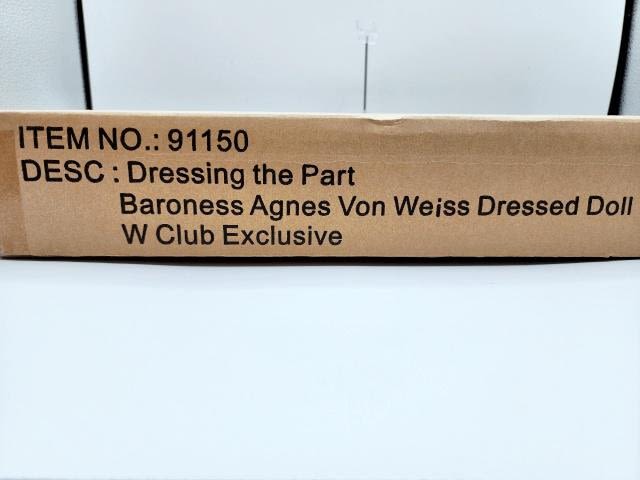 ITEM NO.: 91150
DESC : Dressing the Part
Baroness Agnes Von Weiss Dressed Doll
W Club Exclusive